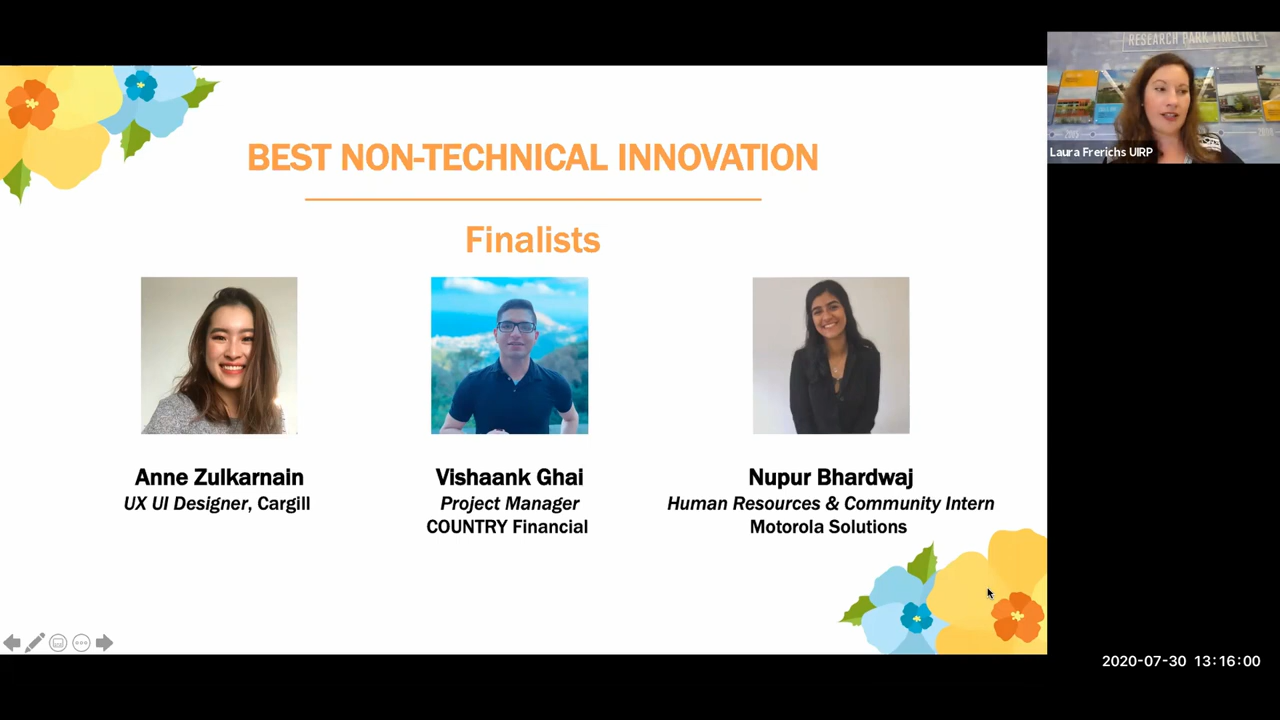 RESEARCH PARK TIMELINE
Laura Frerichs UIRP
BEST NON-TECHNICAL INNOVATION
Finalists
Anne Zulkarnain
UX UI Designer, Cargill
Vishaank Ghai
Project Manager
COUNTRY Financial
Nupur Bhardwaj
Human Resources & Community Intern
Motorola Solutions
2020-07-30 13:16:00